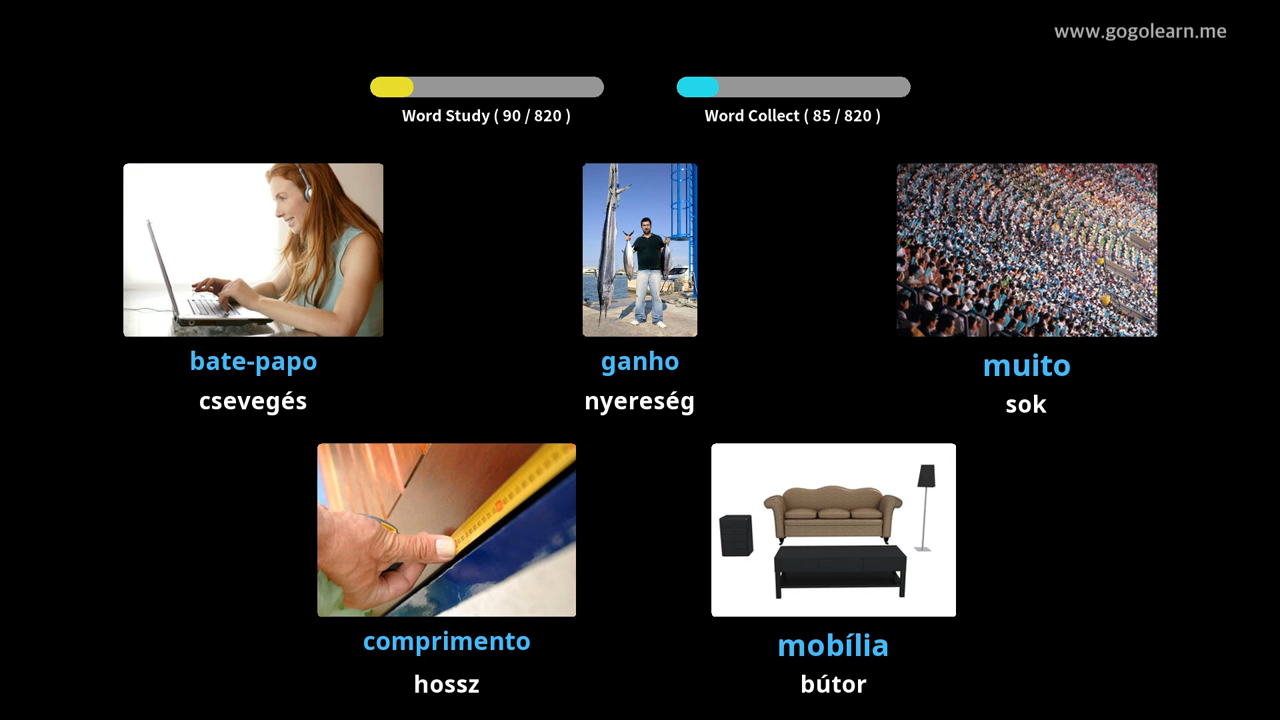 www.gogolearn.me
Word Study ( 90 / 820 )
Word Collect ( 85 / 820 )
bate-papo
csevegés
ganho
nyereség
muito
sok
comprimento
hossz
mobília
bútor